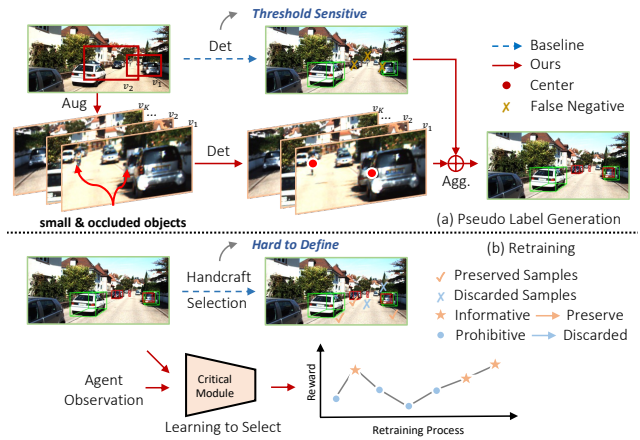 Threshold Sensitive
Det
Baseline
Ours
Center
False Negative
v₂
v₁
Aug
vK
... v₂
v₁
vK
... v₂
v₁
Det
Agg.
small & occluded objects
(a) Pseudo Label Generation
Hard to Define
(b) Retraining
Handcraft
Selection
Preserved Samples
Discarded Samples
Informative Preserve
Prohibitive Discarded
Agent
Observation
Critical
Module
Learning to Select
Reward
Retraining Process